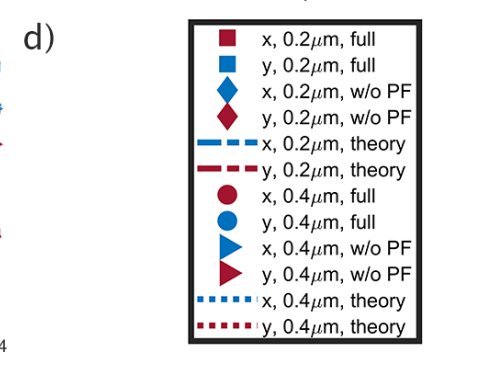 d)
x, 0.2μm, full
y, 0.2μm, full
x, 0.2μm, w/o PF
y, 0.2μm, w/o PF
x, 0.2μm, theory
y, 0.2μm, theory
x, 0.4μm, full
y, 0.4μm, full
x, 0.4μm, w/o PF
y, 0.4μm, w/o PF
x, 0.4μm, theory
y, 0.4μm, theory
4